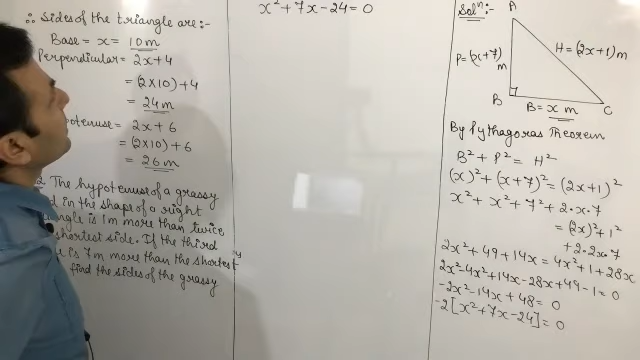 ∴ Sides of the triangle are:-
Base = x = 10m
Perpendicular = 2x+4
= (2×10)+4
= 24m
= 2x+6
= (2×10)+6
= 26m
The hypotenuse of a grassy
in the shape of a right
is 1m more than twice
shortest side. If the third
is 7m more than the shortest
find the sides of the grassy
x²+7x-24=0
Solⁿ:-
A
P=(x+7)m
H=(2x+1)m
B
B= x m
C
By Pythagoras Theorem
B²+P²= H²
(x)²+(x+7)²=(2x+1)²
x²+x²+7²+2·x·7
=(2x)²+1²
+2·2x·7
2x²+49+14x=4x²+1+28x
2x²-4x²+14x-28x+49-1=0
-2x²-14x+48=0
-2[x²+7x-24]=0